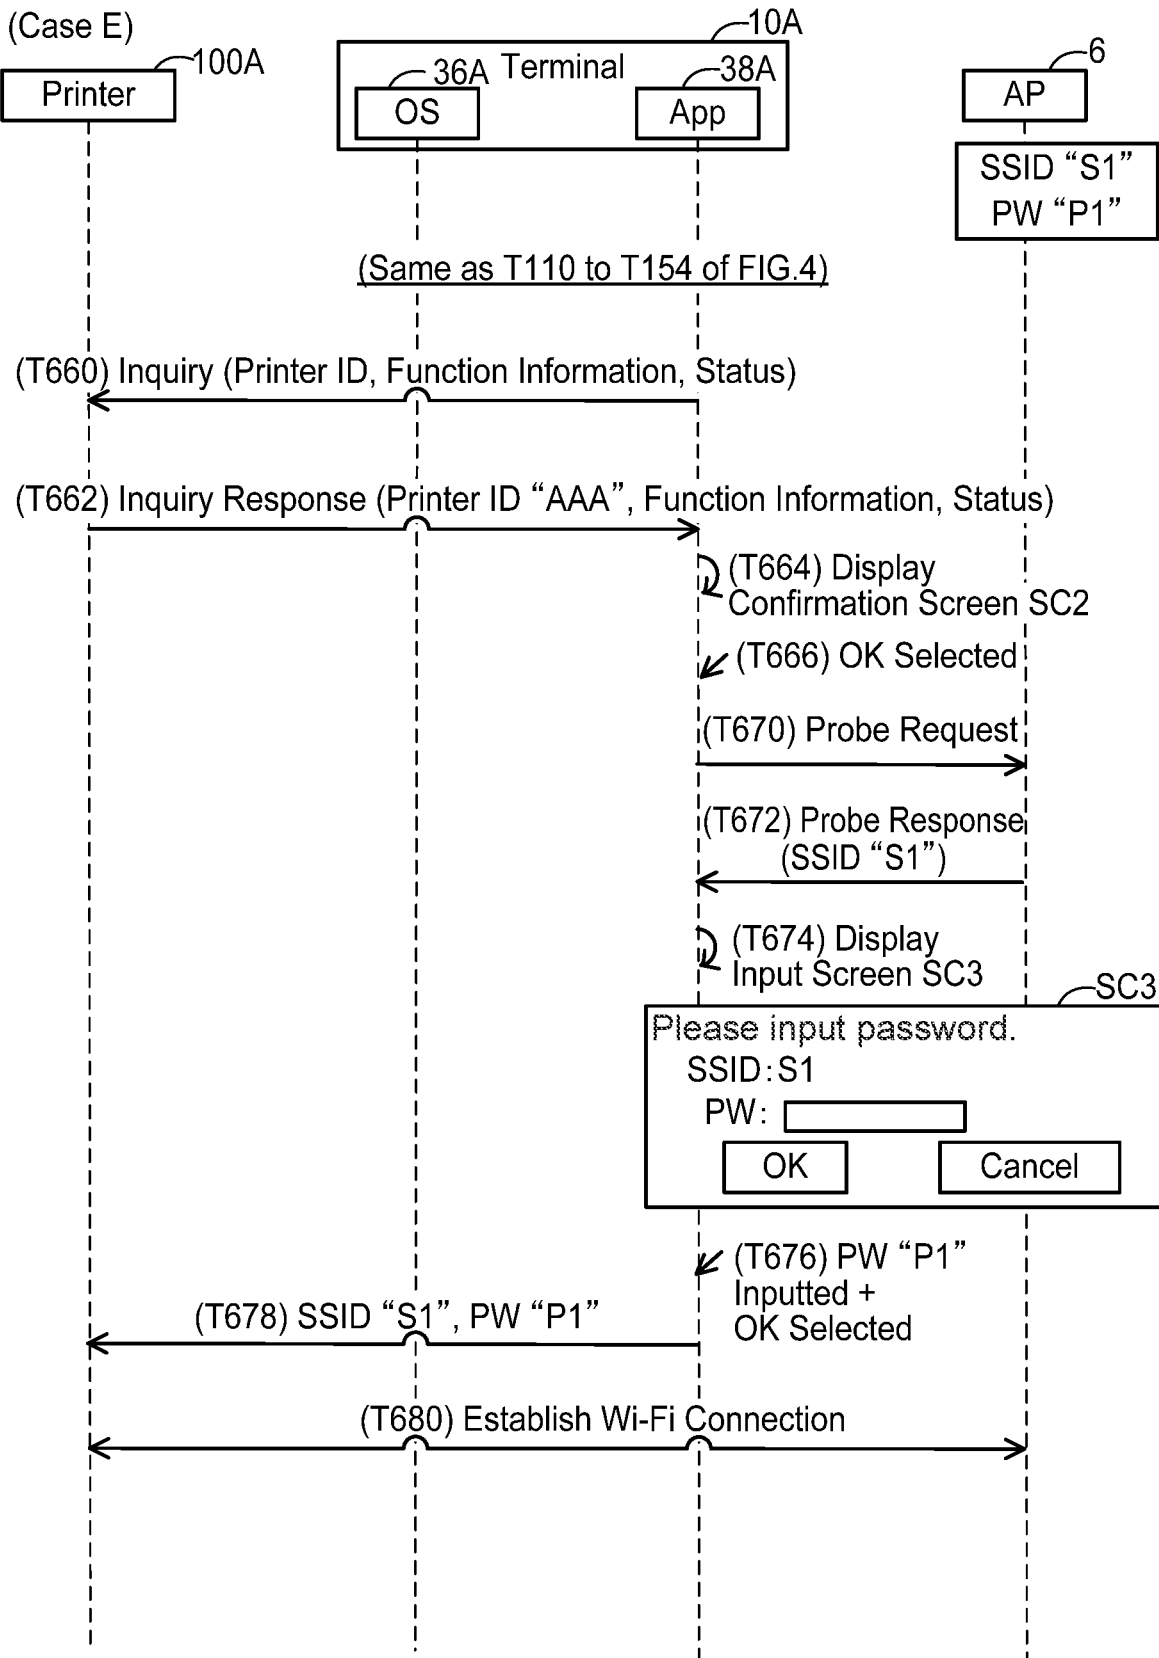 (Case E)
100A
Printer
10A
Terminal
36A
OS
38A
App
6
AP
SSID “S1”
PW “P1”
(Same as T110 to T154 of FIG.4)
(T660) Inquiry (Printer ID, Function Information, Status)
(T662) Inquiry Response (Printer ID “AAA”, Function Information, Status)
(T664) Display
Confirmation Screen SC2
(T666) OK Selected
(T670) Probe Request
(T672) Probe Response
(SSID “S1”)
(T674) Display
Input Screen SC3
SC3
Please input password.
SSID:S1
PW:
OK
Cancel
(T676) PW “P1”
Inputted +
OK Selected
(T678) SSID “S1”, PW “P1”
(T680) Establish Wi-Fi Connection